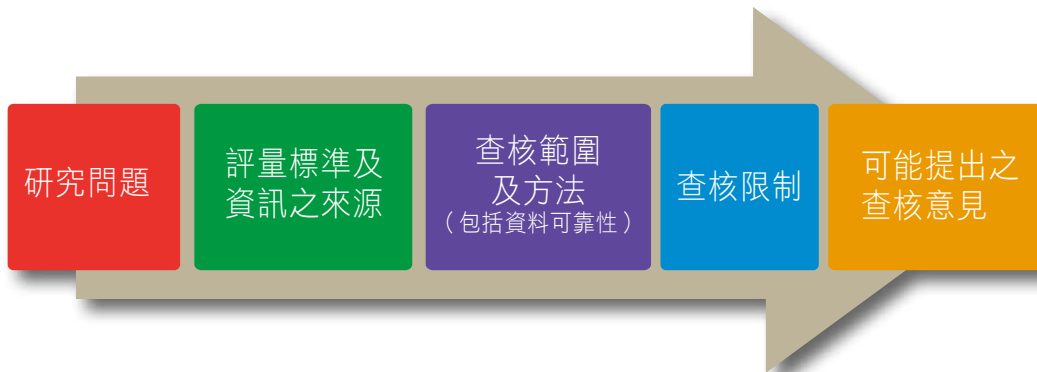 研究問題
評量標準及
資訊之來源
查核範圍
及方法
（包括資料可靠性）
查核限制
可能提出之
查核意見